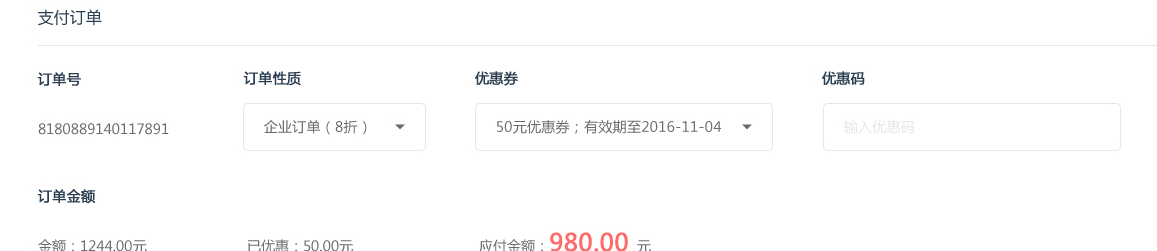 支付订单
订单号 订单性质 优惠券 优惠码
8180889140117891 企业订单（8折） 50元优惠券；有效期至2016-11-04 输入优惠码
订单金额
金额：1244.00元 已优惠：50.00元 应付金额：980.00 元